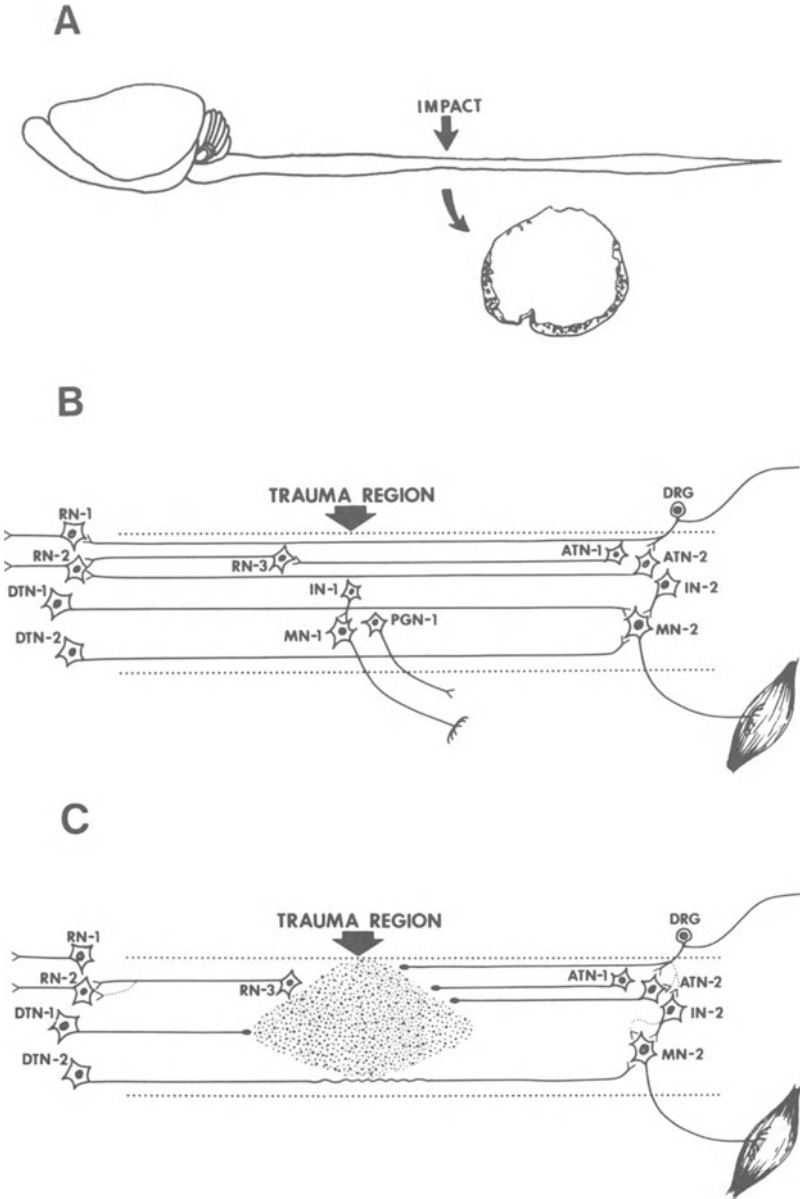 A
IMPACT
B
TRAUMA REGION
DRG
RN-1
RN-2
RN-3
ATN-1
ATN-2
DTN-1
IN-1
IN-2
PGN-1
MN-1
MN-2
DTN-2
C
TRAUMA REGION
DRG
RN-1
RN-2
RN-3
ATN-1
ATN-2
DTN-1
IN-2
DTN-2
MN-2